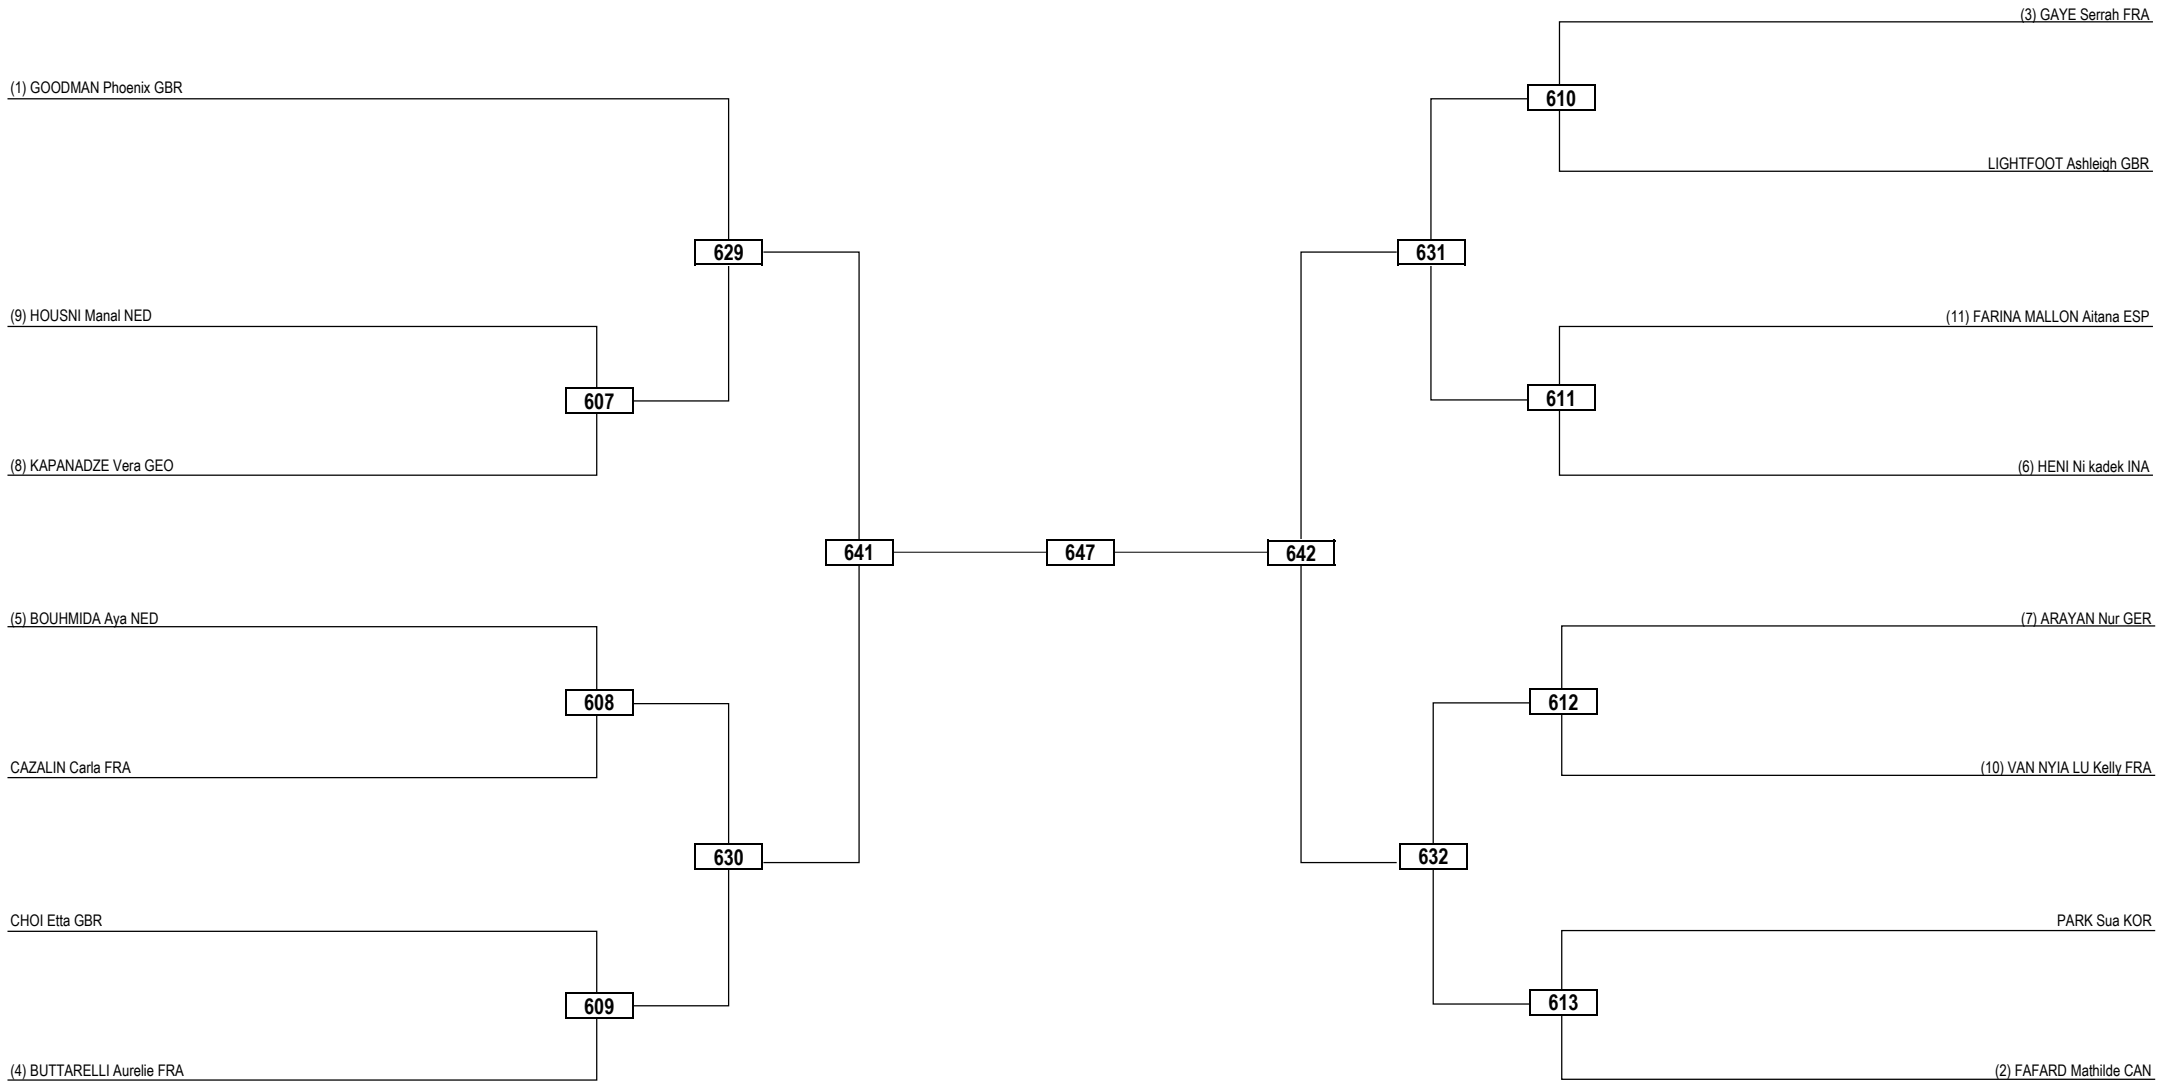 (3) GAYE Serrah FRA
(1) GOODMAN Phoenix GBR
610
LIGHTFOOT Ashleigh GBR
629
631
(9) HOUSNI Manal NED
(11) FARINA MALLON Aitana ESP
607
611
(8) KAPANADZE Vera GEO
(6) HENI Ni kadek INA
641
647
642
(5) BOUHMIDA Aya NED
(7) ARAYAN Nur GER
608
612
CAZALIN Carla FRA
(10) VAN NYIA LU Kelly FRA
630
632
CHOI Etta GBR
PARK Sua KOR
609
613
(4) BUTTARELLI Aurelie FRA
(2) FAFARD Mathilde CAN